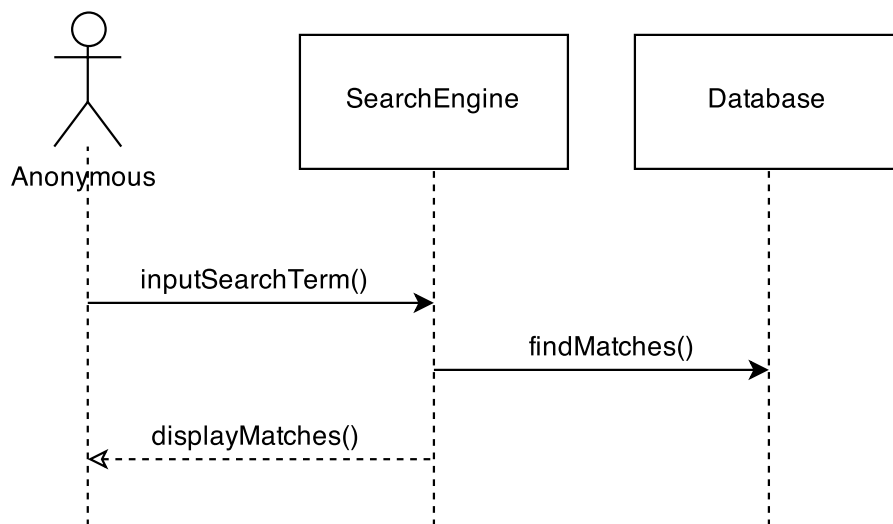 SearchEngine
Database
Anonymous
inputSearchTerm()
findMatches()
displayMatches()